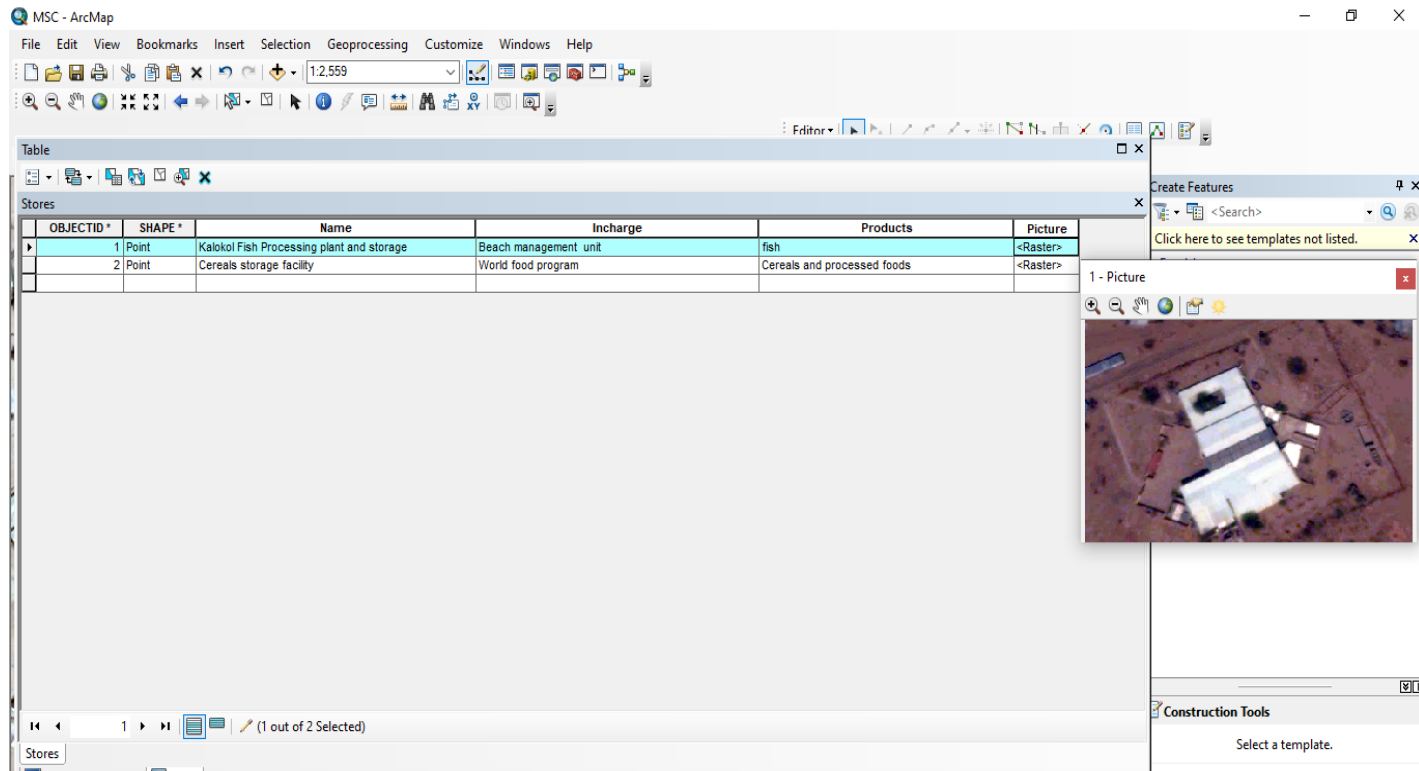 MSC - ArcMap
File Edit View Bookmarks Insert Selection Geoprocessing Customize Windows Help
1:2,559
Editor
Table
Stores
OBJECTID * SHAPE * Name Incharge Products Picture
1 Point Kalokol Fish Processing plant and storage Beach management unit fish <Raster>
2 Point Cereals storage facility World food program Cereals and processed foods <Raster>
Create Features
<Search>
Click here to see templates not listed.
1 - Picture
1 (1 out of 2 Selected)
Stores
Construction Tools
Select a template.